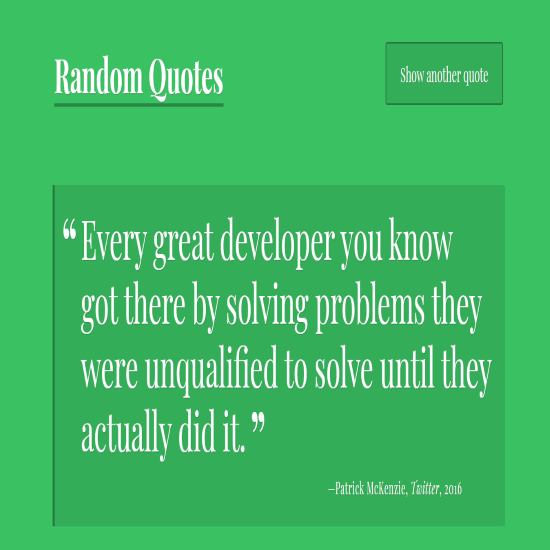 Random Quotes
Show another quote
“Every great developer you know
got there by solving problems they
were unqualified to solve until they
actually did it.”
–Patrick McKenzie, Twitter, 2016